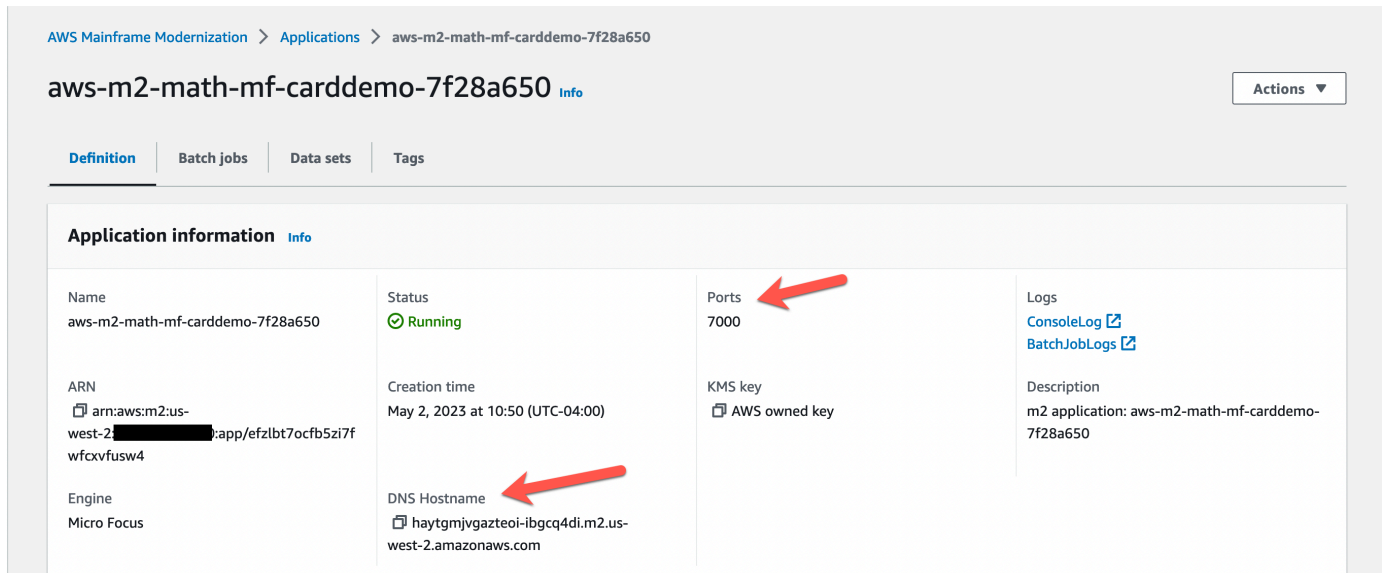 AWS Mainframe Modernization > Applications > aws-m2-math-mf-carddemo-7f28a650
aws-m2-math-mf-carddemo-7f28a650 Info
Actions
Definition Batch jobs Data sets Tags
Application information Info
Name
aws-m2-math-mf-carddemo-7f28a650
Status
Running
Ports
7000
Logs
ConsoleLog
BatchJobLogs
ARN
arn:aws:m2:us-
west-2: :app/efzlbt7ocfb5zi7f
wfcxvfusw4
Creation time
May 2, 2023 at 10:50 (UTC-04:00)
KMS key
AWS owned key
Description
m2 application: aws-m2-math-mf-carddemo-
7f28a650
Engine
Micro Focus
DNS Hostname
haytgmjvgazteoi-ibgcq4di.m2.us-
west-2.amazonaws.com